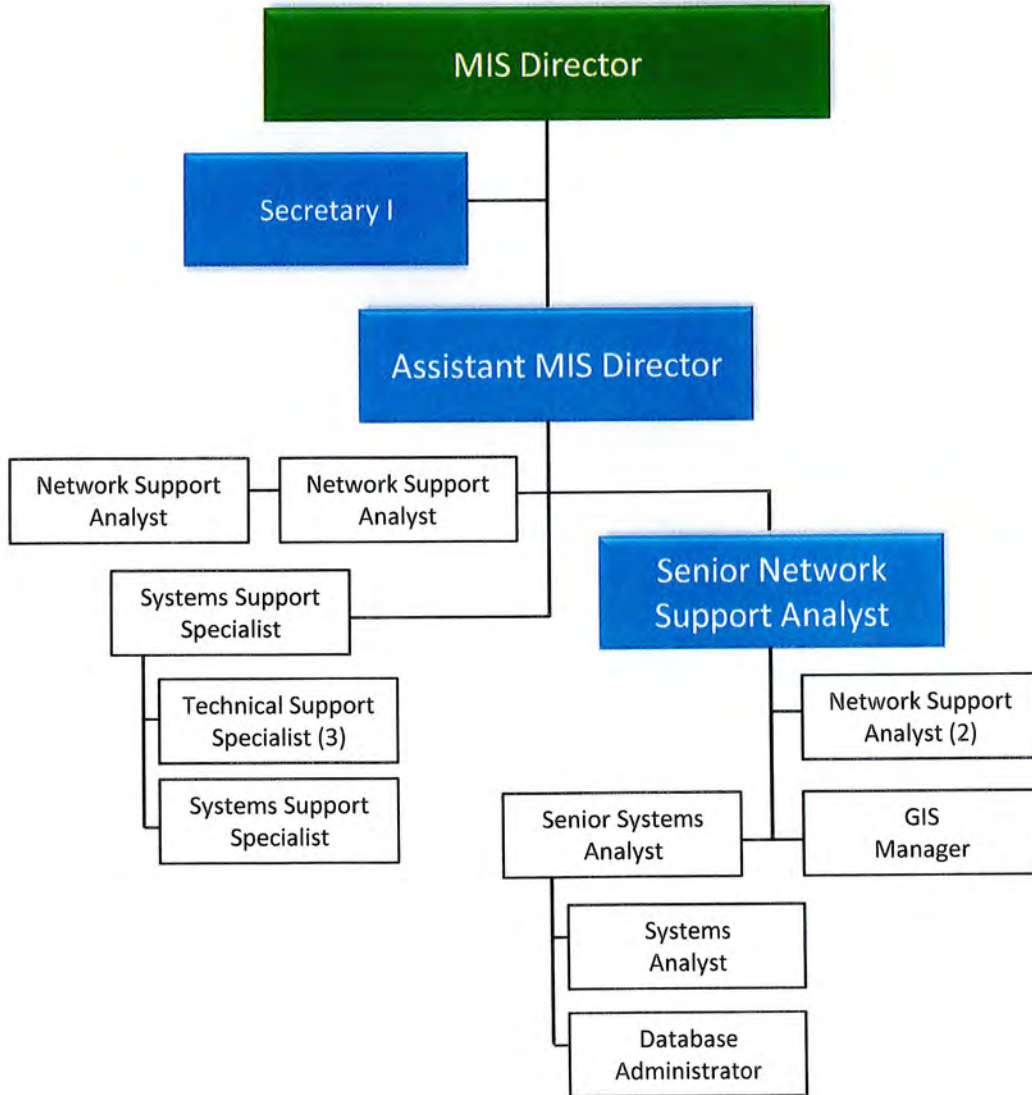 MIS Director
Secretary I
Assistant MIS Director
Network Support
Analyst
Network Support
Analyst
Senior Network
Support Analyst
Systems Support
Specialist
Technical Support
Specialist (3)
Systems Support
Specialist
Network Support
Analyst (2)
Senior Systems
Analyst
GIS
Manager
Systems
Analyst
Database
Administrator